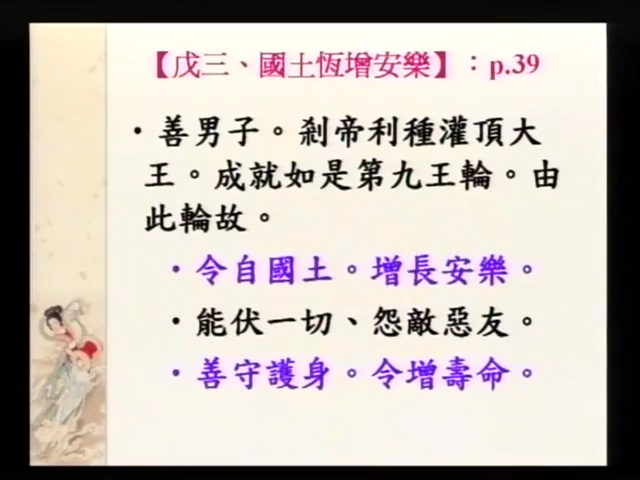 【戊三、國土恆增安樂】：p.39
・善男子。剎帝利種灌頂大
王。成就如是第九王輪。由
此輪故。
・令自國土。增長安樂。
・能伏一切、怨敵惡友。
・善守護身。令增壽命。